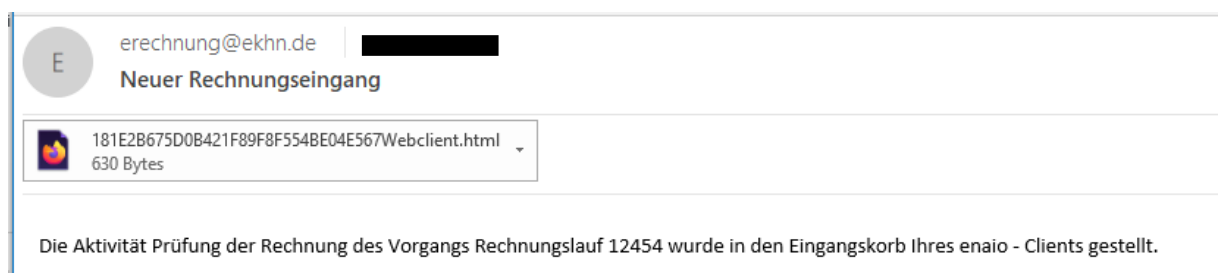 E
erechnung@ekhn.de
Neuer Rechnungseingang
181E2B675D0B421F89F8F554BE04E567Webclient.html
630 Bytes
Die Aktivität Prüfung der Rechnung des Vorgangs Rechnungslauf 12454 wurde in den Eingangskorb Ihres enaio - Clients gestellt.